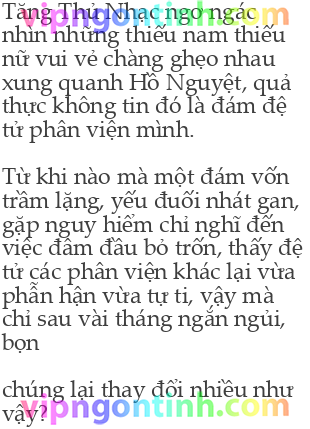 Tăng Thủ Nhạc ngơ ngác
vipngontinh.com
nhìn những thiếu nam thiếu
nữ vui vẻ chàng ghẹo nhau
xung quanh Hồ Nguyệt, quả
thực không tin đó là đám đệ
tử phân viện mình.
Từ khi nào mà một đám vốn
trầm lặng, yếu đuối nhát gan,
gặp nguy hiểm chỉ nghĩ đến
việc đâm đầu bỏ trốn, thấy đệ
tử các phân viện khác lại vừa
phẫn hận vừa tự ti, vậy mà
chỉ sau vài tháng ngắn ngủi,
bọn
chúng lại thay đổi nhiều như
vipngontinh.com
vậy?